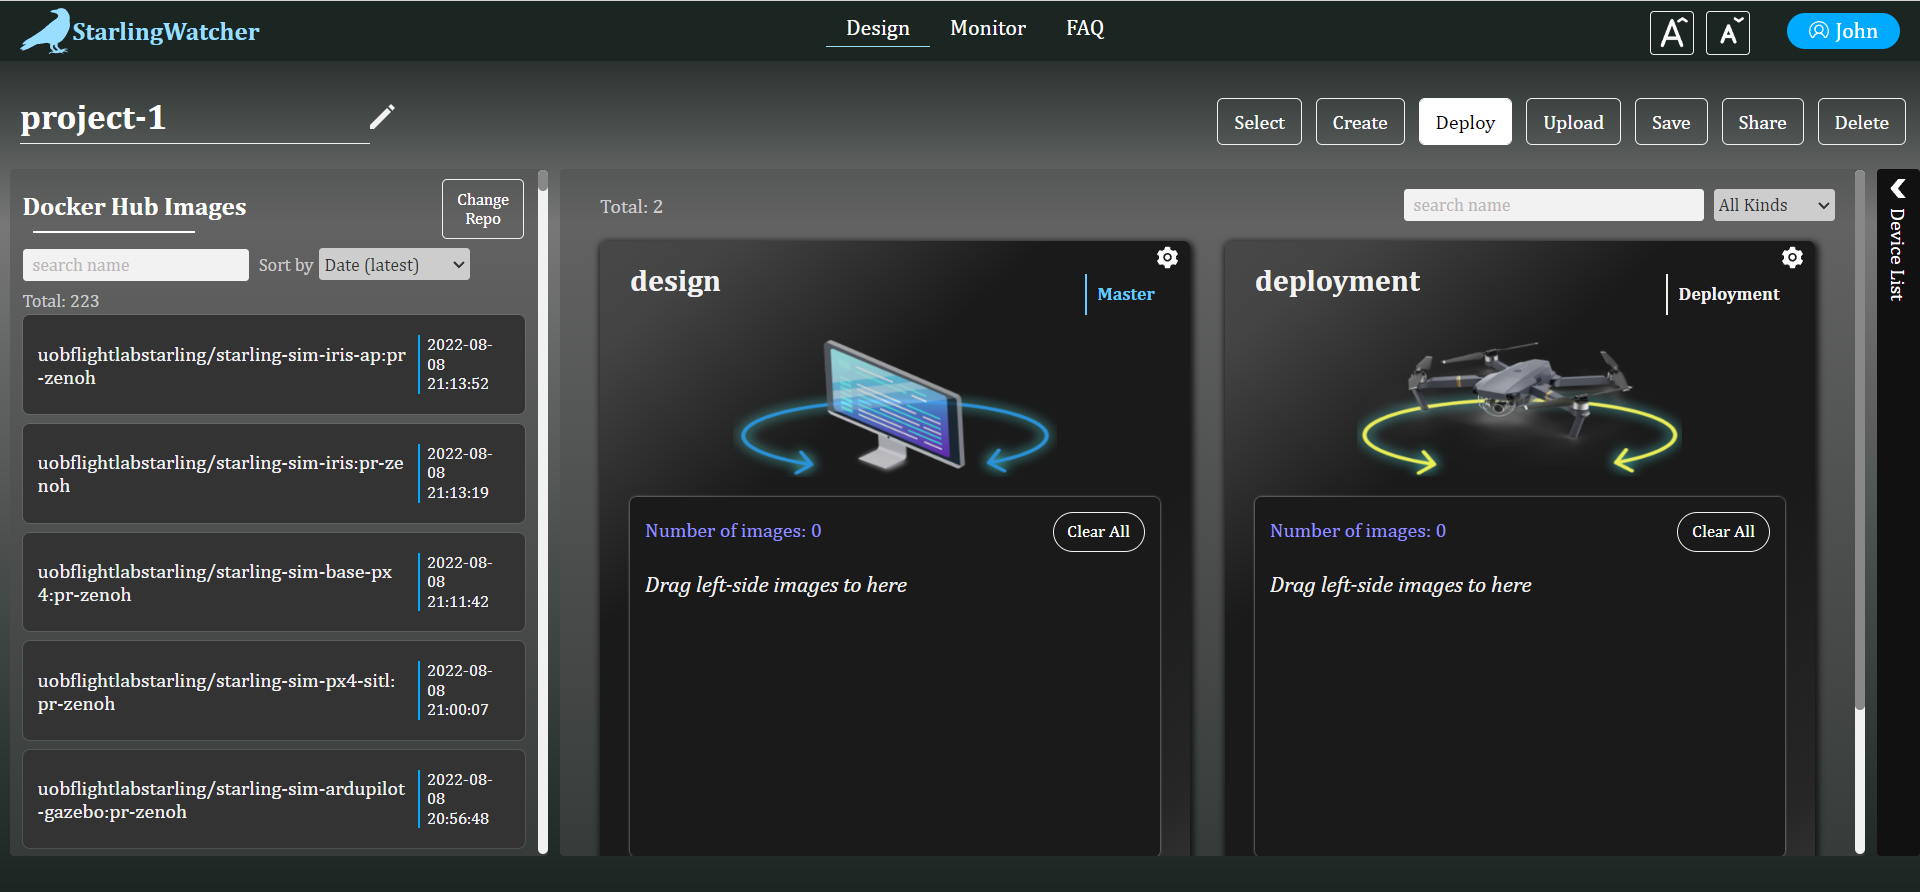 StarlingWatcher
Design
Monitor
FAQ
A
A
John
project-1
Select
Create
Deploy
Upload
Save
Share
Delete
Docker Hub Images
Change
Repo
search name
Sort by
Date (latest)
Total: 223
uobflightlabstarling/starling-sim-iris-ap:pr
-zenoh
2022-08-
08
21:13:52
uobflightlabstarling/starling-sim-iris:pr-ze
noh
2022-08-
08
21:13:19
uobflightlabstarling/starling-sim-base-px
4:pr-zenoh
2022-08-
08
21:11:42
uobflightlabstarling/starling-sim-px4-sitl:
pr-zenoh
2022-08-
08
21:00:07
uobflightlabstarling/starling-sim-ardupilot
-gazebo:pr-zenoh
2022-08-
08
20:56:48
Total: 2
search name
All Kinds
design
Master
Number of images: 0
Clear All
Drag left-side images to here
deployment
Deployment
Number of images: 0
Clear All
Drag left-side images to here
Device List